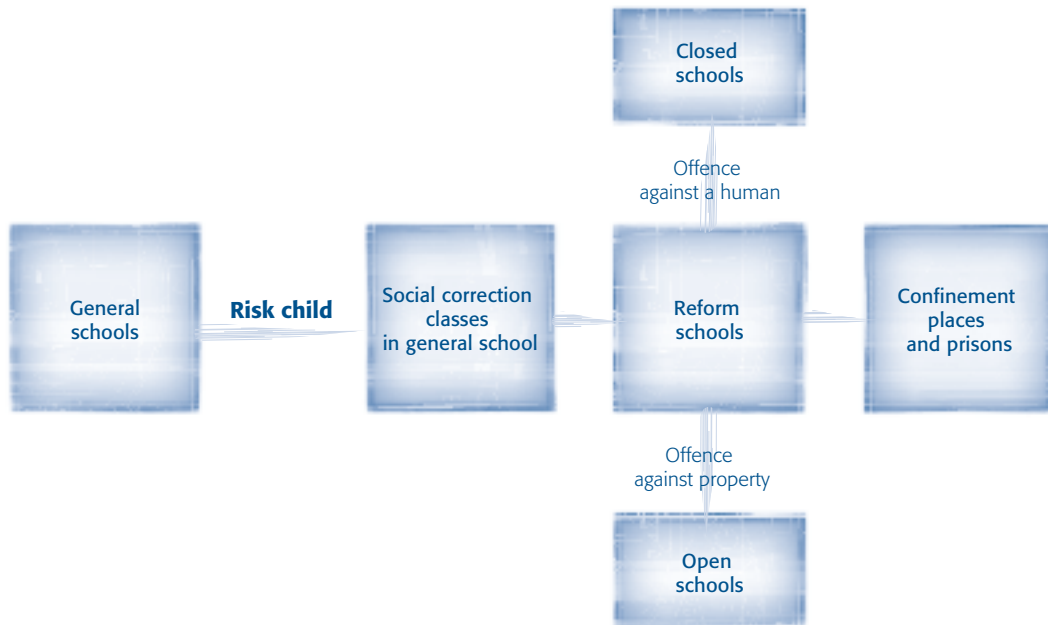 Closed
schools
Offence
against a human
General
schools
Risk child
Social correction
classes
in general school
Reform
schools
Confinement
places
and prisons
Offence
against property
Open
schools